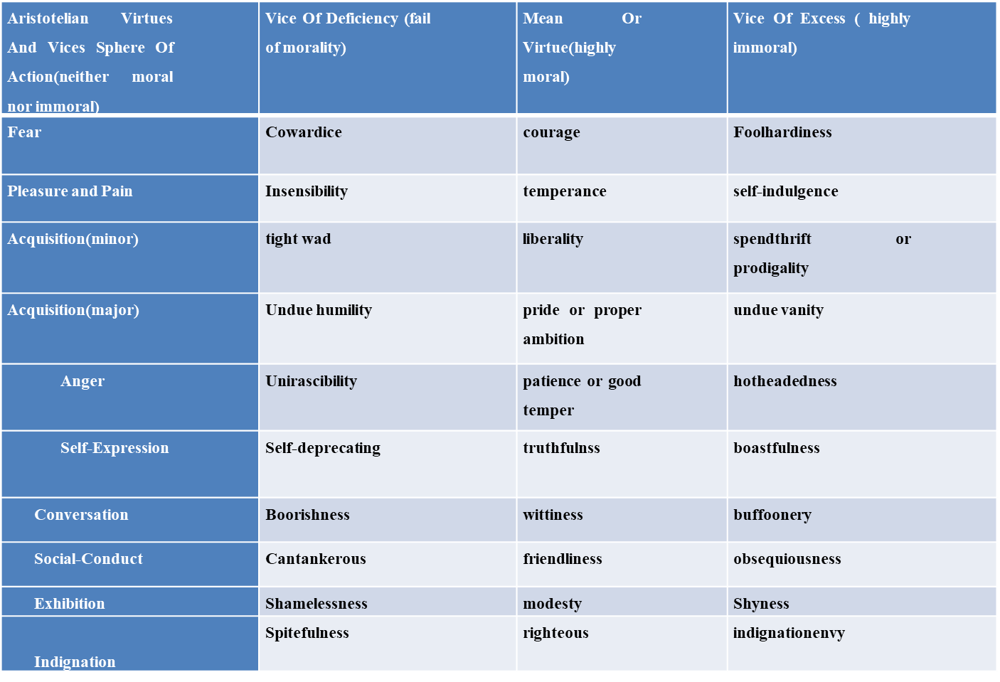 Aristotelian Virtues
And Vices Sphere Of
Action(neither moral
nor immoral)
Vice Of Deficiency (fail
of morality)
Mean Or
Virtue(highly
moral)
Vice Of Excess ( highly
immoral)
Fear
Cowardice
courage
Foolhardiness
Pleasure and Pain
Insensibility
temperance
self-indulgence
Acquisition(minor)
tight wad
liberality
spendthrift or
prodigality
Acquisition(major)
Undue humility
pride or proper
ambition
undue vanity
Anger
Unirascibility
patience or good
temper
hotheadedness
Self-Expression
Self-deprecating
truthfulnss
boastfulness
Conversation
Boorishness
wittiness
buffoonery
Social-Conduct
Cantankerous
friendliness
obsequiousness
Exhibition
Shamelessness
modesty
Shyness
Indignation
Spitefulness
righteous
indignationenvy